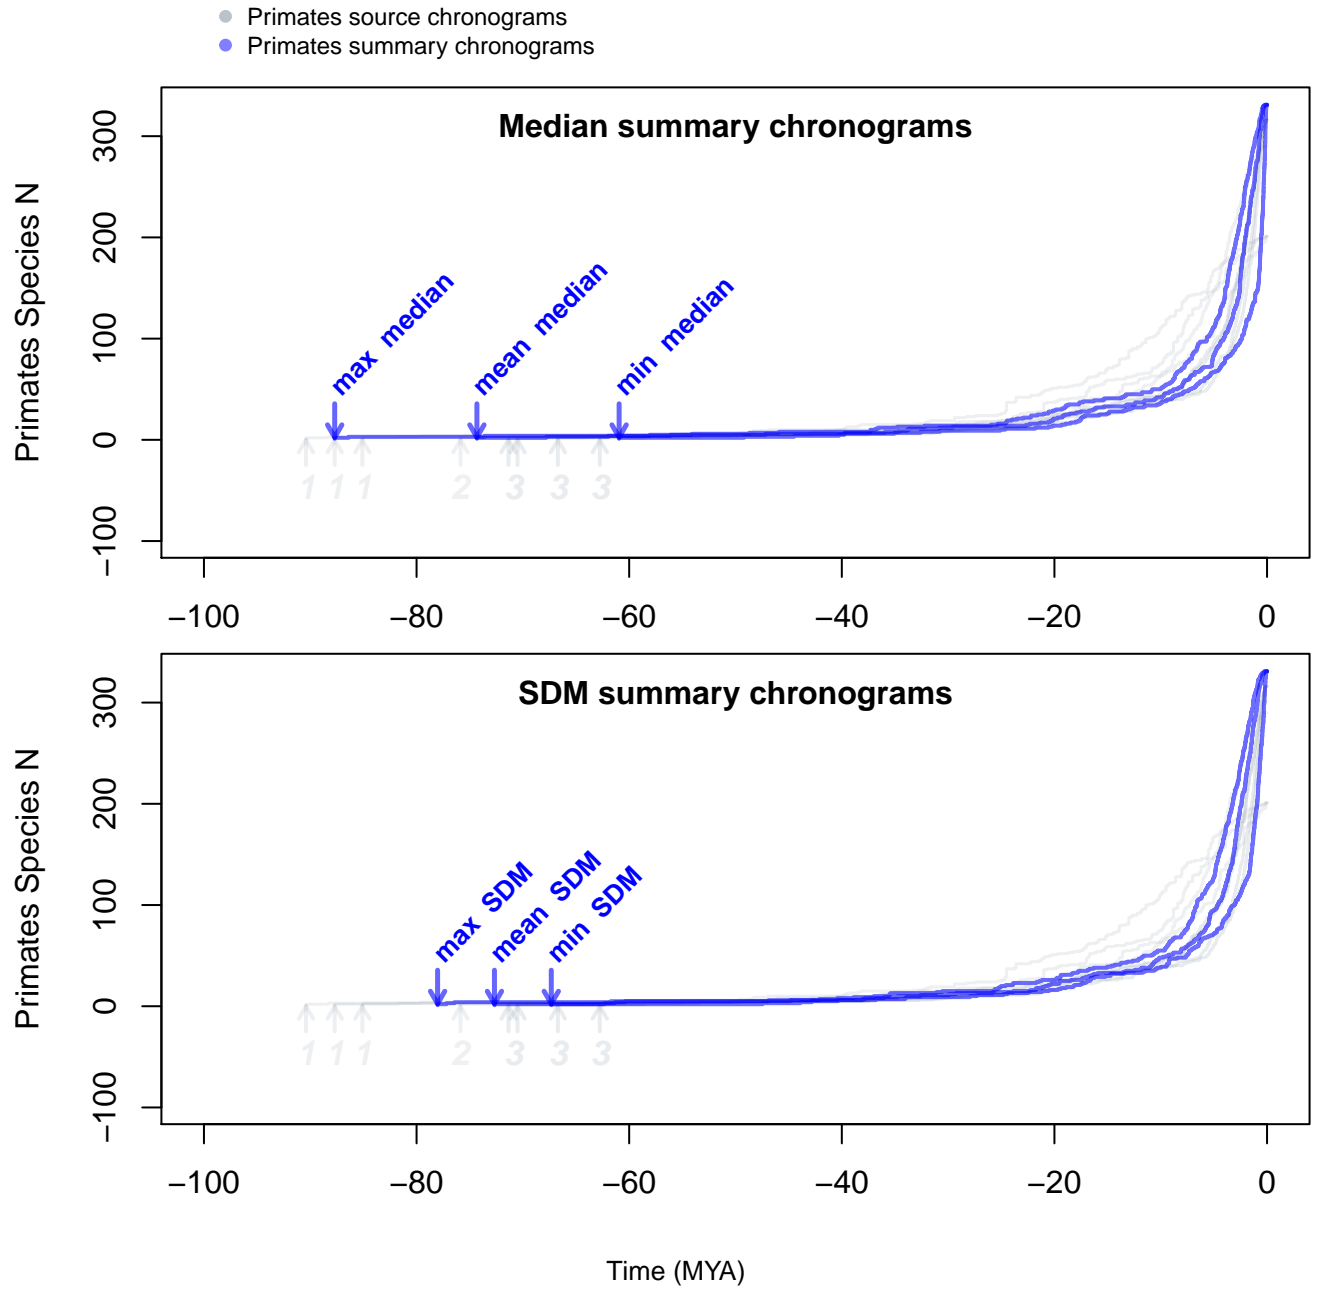 Primates source chronograms
Primates summary chronograms
Median summary chronograms
Primates Species N
300
200
100
0
−100
max median
mean median
min median
1 1 1 2 3 3 3
−100 −80 −60 −40 −20 0
SDM summary chronograms
Primates Species N
300
200
100
0
−100
max SDM
mean SDM
min SDM
1 1 1 2 3 3 3
−100 −80 −60 −40 −20 0
Time (MYA)